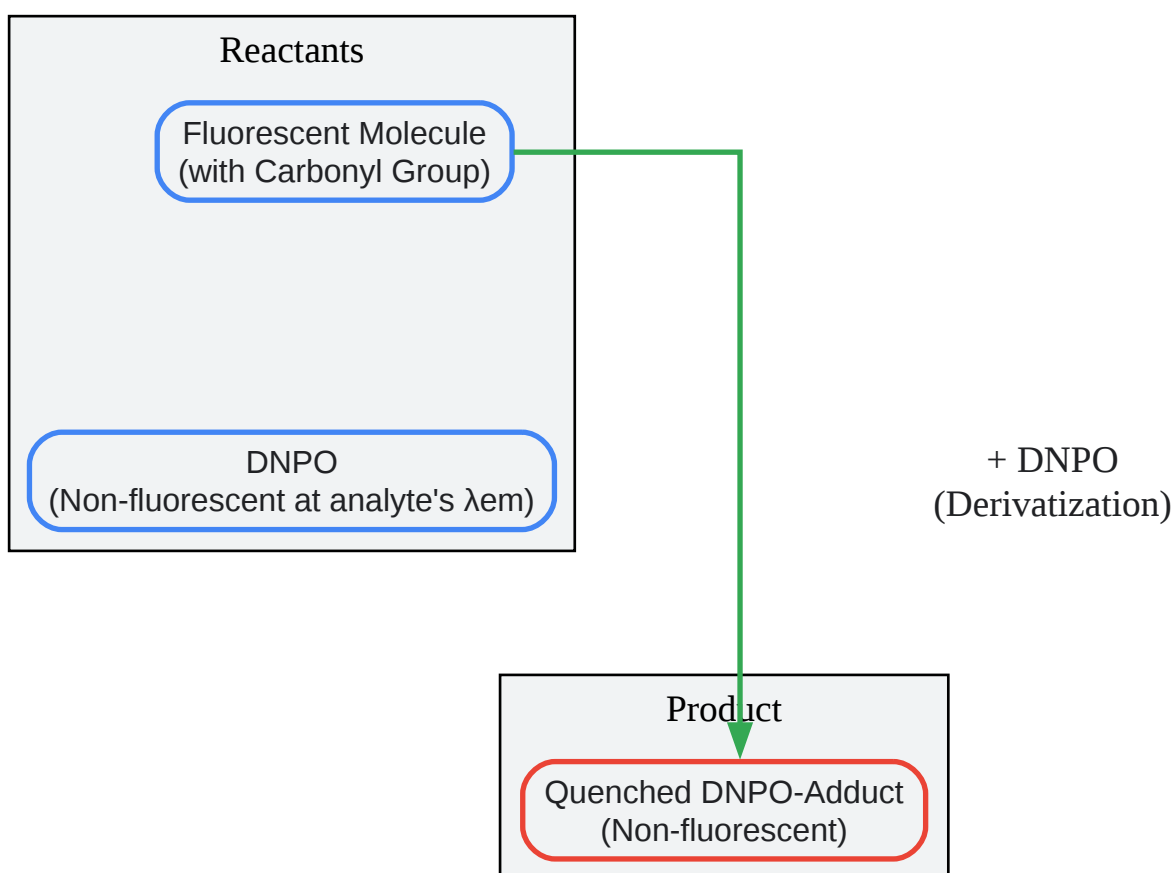 Reactants
Fluorescent Molecule
(with Carbonyl Group)
DNPO
(Non-fluorescent at analyte's λem)
+ DNPO
(Derivatization)
Product
Quenched DNPO-Adduct
(Non-fluorescent)